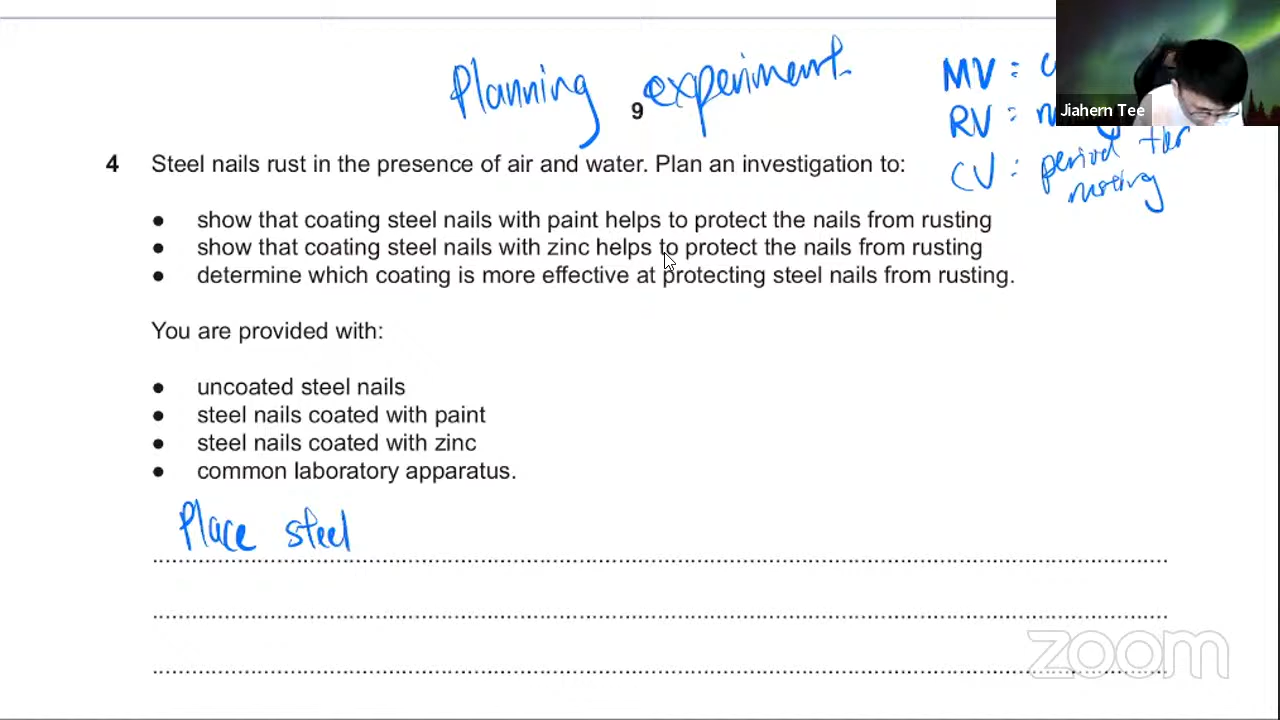 Planning experiment
9
MV :
RV :
CV : period for
rusting
Jiahern Tee
4 Steel nails rust in the presence of air and water. Plan an investigation to:
● show that coating steel nails with paint helps to protect the nails from rusting
● show that coating steel nails with zinc helps to protect the nails from rusting
● determine which coating is more effective at protecting steel nails from rusting.
You are provided with:
● uncoated steel nails
● steel nails coated with paint
● steel nails coated with zinc
● common laboratory apparatus.
Place steel
zoom